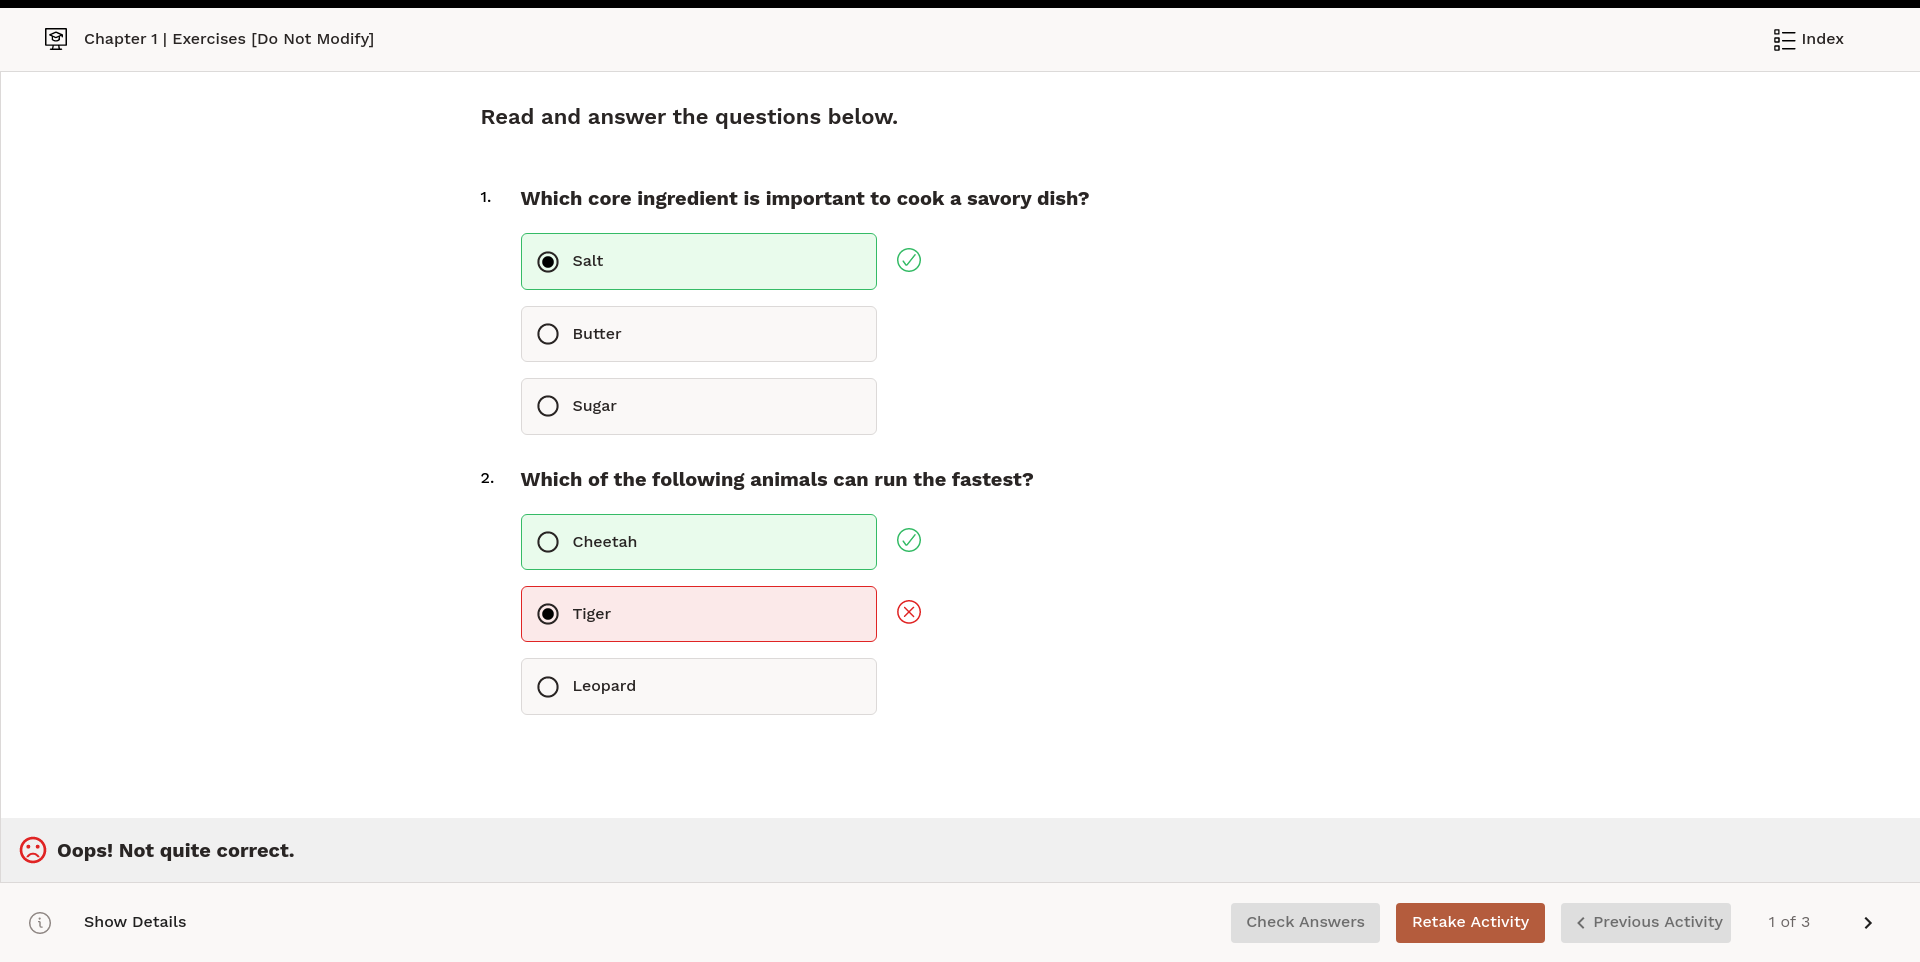 Chapter 1 | Exercises [Do Not Modify]
Index
Read and answer the questions below.
1. Which core ingredient is important to cook a savory dish?
Salt
Butter
Sugar
2. Which of the following animals can run the fastest?
Cheetah
Tiger
Leopard
Oops! Not quite correct.
Show Details
Check Answers
Retake Activity
Previous Activity
1 of 3